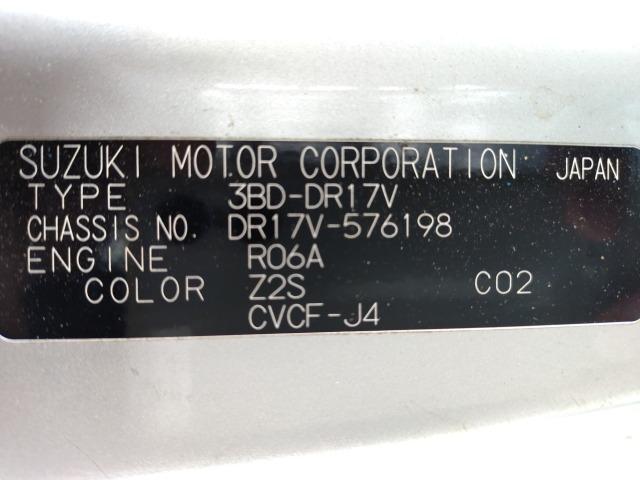 SUZUKI MOTOR CORPORATION JAPAN
TYPE 3BD-DR17V
CHASSIS NO. DR17V-576198
ENGINE R06A
COLOR Z2S C02
CVCF-J4